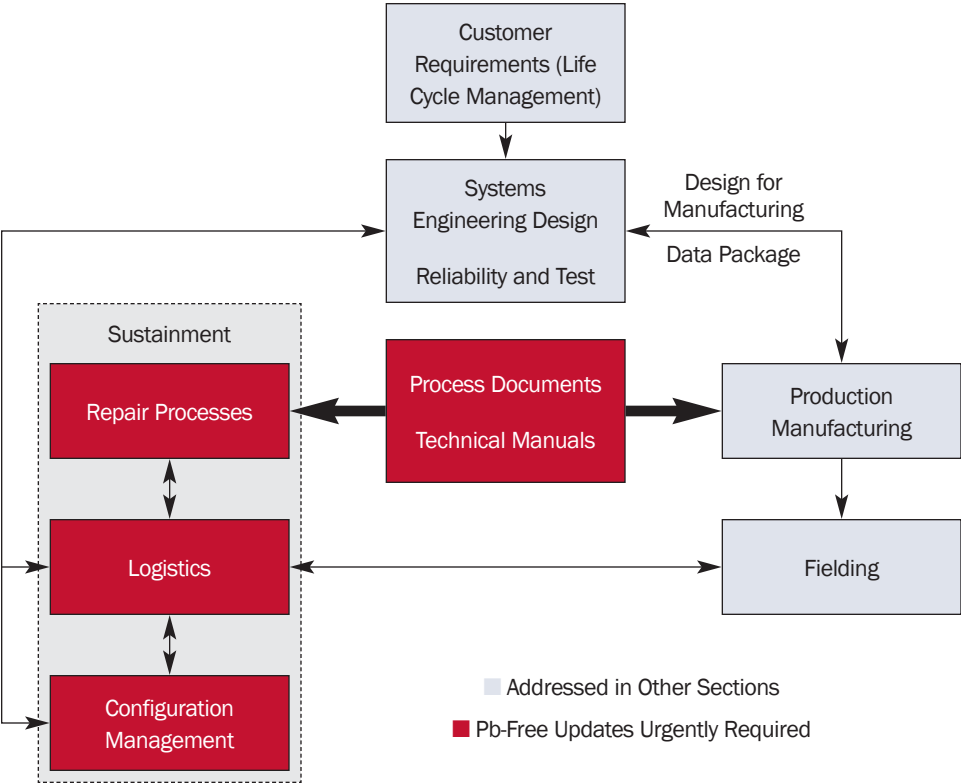 Customer
Requirements (Life
Cycle Management)
Systems
Engineering Design
Reliability and Test
Design for
Manufacturing
Data Package
Sustainment
Repair Processes
Process Documents
Technical Manuals
Production
Manufacturing
Logistics
Fielding
Configuration
Management
Addressed in Other Sections
Pb-Free Updates Urgently Required